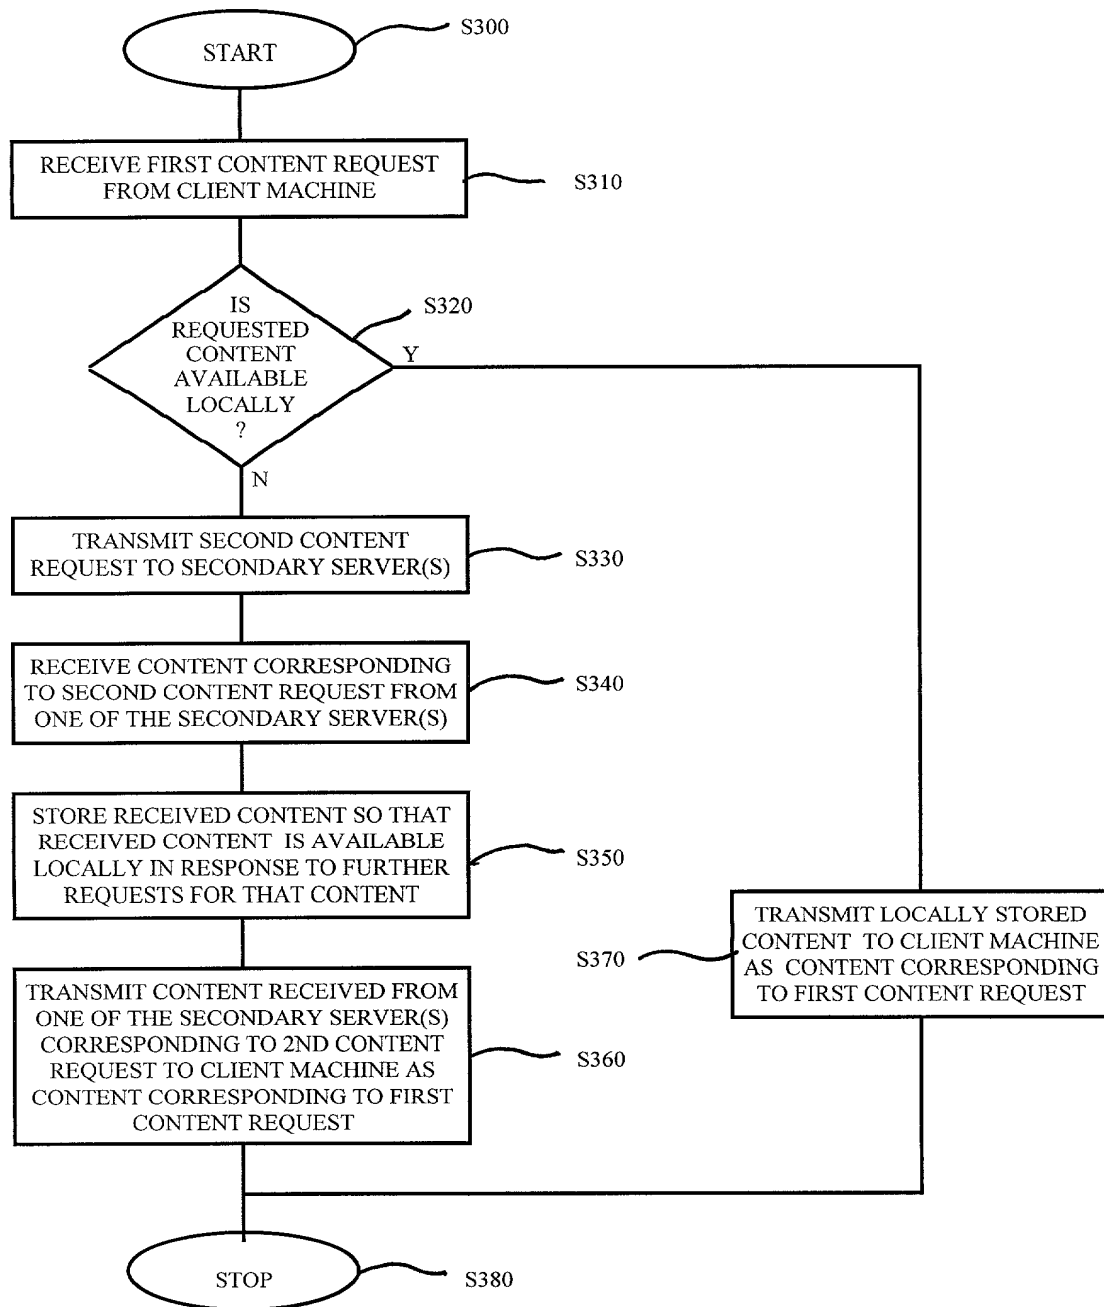 START
S300
RECEIVE FIRST CONTENT REQUEST
FROM CLIENT MACHINE
S310
IS
REQUESTED
CONTENT
AVAILABLE
LOCALLY
?
S320
Y
N
TRANSMIT SECOND CONTENT
REQUEST TO SECONDARY SERVER(S)
S330
RECEIVE CONTENT CORRESPONDING
TO SECOND CONTENT REQUEST FROM
ONE OF THE SECONDARY SERVER(S)
S340
STORE RECEIVED CONTENT SO THAT
RECEIVED CONTENT IS AVAILABLE
LOCALLY IN RESPONSE TO FURTHER
REQUESTS FOR THAT CONTENT
S350
TRANSMIT CONTENT RECEIVED FROM
ONE OF THE SECONDARY SERVER(S)
CORRESPONDING TO 2ND CONTENT
REQUEST TO CLIENT MACHINE AS
CONTENT CORRESPONDING TO FIRST
CONTENT REQUEST
S360
TRANSMIT LOCALLY STORED
CONTENT TO CLIENT MACHINE
AS CONTENT CORRESPONDING
TO FIRST CONTENT REQUEST
S370
STOP
S380